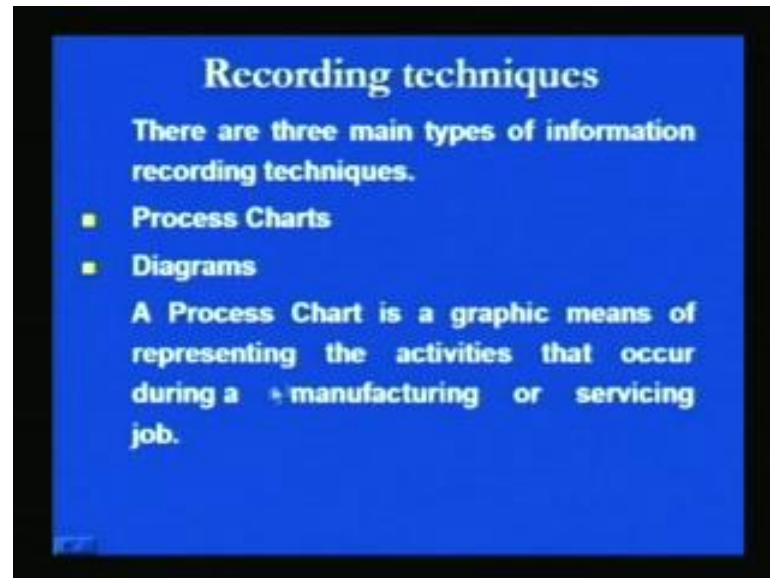 Recording techniques
There are three main types of information
recording techniques.
Process Charts
Diagrams
A Process Chart is a graphic means of
representing the activities that occur
during a manufacturing or servicing
job.